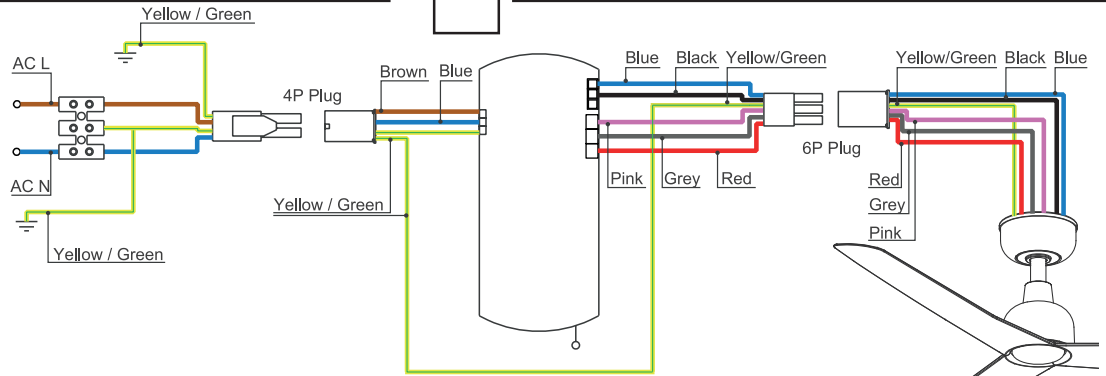 Yellow / Green
AC L
4P Plug
Brown
Blue
Blue
Black
Yellow/Green
Yellow/Green
Black
Blue
6P Plug
AC N
Yellow / Green
Pink
Grey
Red
Red
Grey
Pink
Yellow / Green